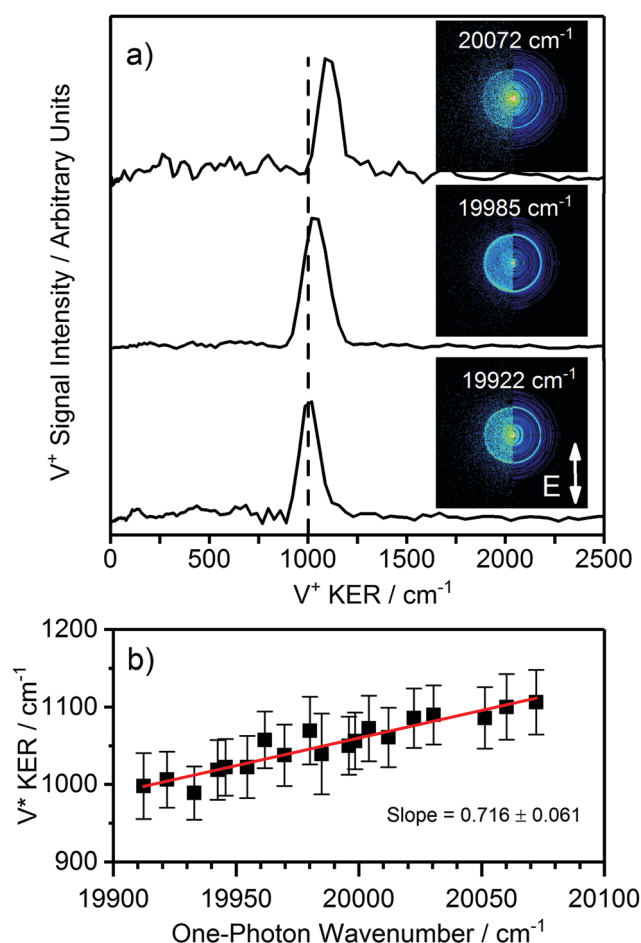 a)
20072 cm⁻¹
19985 cm⁻¹
19922 cm⁻¹
E
V⁺ Signal Intensity / Arbitrary Units
0 500 1000 1500 2000 2500
V⁺ KER / cm⁻¹
b)
1200
1100
1000
900
V* KER / cm⁻¹
Slope = 0.716 ± 0.061
19900 19950 20000 20050 20100
One-Photon Wavenumber / cm⁻¹